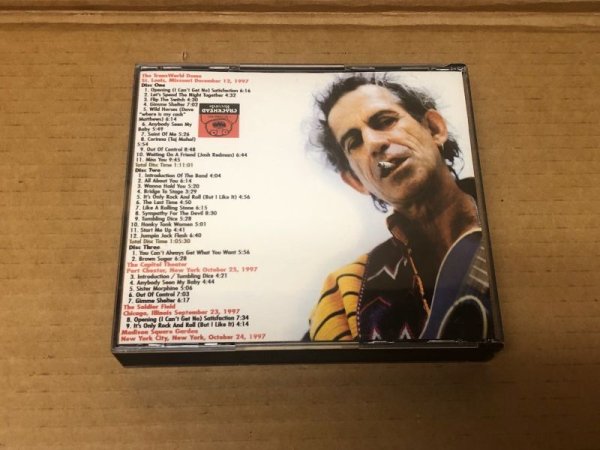 The TransWorld Dome
St. Louis, Missouri December 12, 1997
Disc One
1. Opening (I Can't Get No) Satisfaction 6:16
2. Let's Spend The Night Together 4:32
3. Flip The Switch 4:20
4. Gimme Shelter 7:03
5. Wild Horses (Dave
"where is my cash"
Matthews) 6:14
6. Anybody Seen My
Baby 5:49
7. Saint Of Me 5:26
8. Corinna (Taj Mahal)
5:54
9. Out Of Control 8:48
10. Waiting On A Friend (Josh Redman) 6:44
11. Miss You 9:45
Total Disc Time 1:11:01
Disc Two
1. Introduction Of The Band 4:04
2. All About You 6:14
3. Wanna Hold You 5:20
4. Bridge To Stage 3:29
5. It's Only Rock And Roll (But I Like It) 4:56
6. The Last Time 4:50
7. Like A Rolling Stone 6:15
8. Sympathy For The Devil 8:30
9. Tumbling Dice 5:28
10. Honky Tonk Women 5:01
11. Start Me Up 4:41
12. Jumpin Jack Flash 6:40
Total Disc Time 1:05:30
Disc Three
1. You Can't Always Get What You Want 5:56
2. Brown Sugar 6:28
The Capitol Theater
Port Chester, New York October 25, 1997
3. Introduction / Tumbling Dice 4:21
4. Anybody Seen My Baby 4:44
5. Sister Morphine 5:06
6. Out Of Control 7:03
7. Gimme Shelter 6:17
The Soldier Field
Chicago, Illinois September 23, 1997
8. Opening (I Can't Get No) Satisfaction 7:34
9. It's Only Rock And Roll (But I Like It) 4:14
Madison Square Garden
New York City, New York, October 24, 1997
CRACKERHEAD
Records